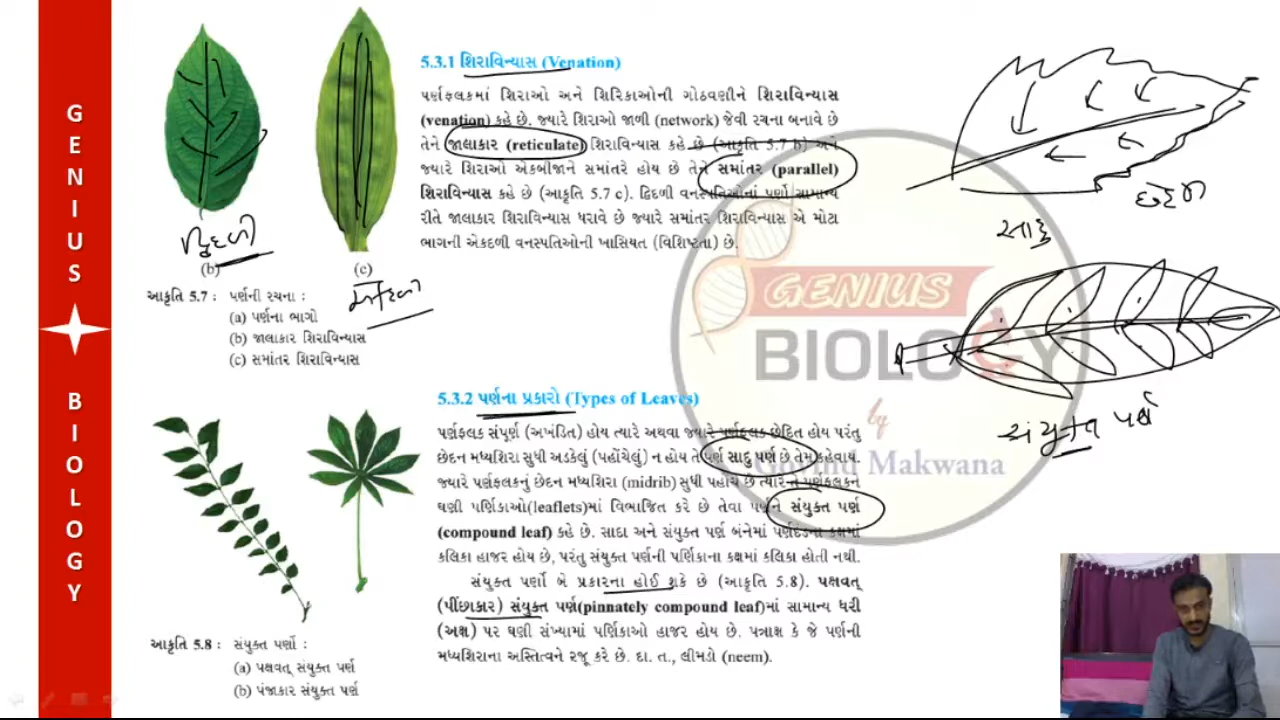 GENIUS
BIOLOGY
5.3.1 શિરાવિન્યાસ (Venation)
પર્ણફલકમાં શિરાઓ અને શિરિકાઓની ગોઠવણીને શિરાવિન્યાસ
(venation) કહે છે. જ્યારે શિરાઓ જાળી (network) જેવી રચના બનાવે છે
તેને જાલાકાર (reticulate) શિરાવિન્યાસ કહે છે (આકૃતિ 5.7 b) અને
જ્યારે શિરાઓ એકબીજાને સમાંતરે હોય છે તેને સમાંતર (parallel)
શિરાવિન્યાસ કહે છે (આકૃતિ 5.7 c). દ્વિદળી વનસ્પતિઓનાં પર્ણો સામાન્ય
રીતે જાલાકાર શિરાવિન્યાસ ધરાવે છે જ્યારે સમાંતર શિરાવિન્યાસ એ મોટા
ભાગની એકદળી વનસ્પતિઓની ખાસિયત (વિશિષ્ટતા) છે.
દ્વિદળી
(b)
(c)
એકદળી
આકૃતિ 5.7 : પર્ણની રચના :
(a) પર્ણના ભાગો
(b) જાલાકાર શિરાવિન્યાસ
(c) સમાંતર શિરાવિન્યાસ
સાદુ
સંયુક્ત પર્ણ
GENIUS
BIOLOGY
by
Govind Makwana
5.3.2 પર્ણના પ્રકારો (Types of Leaves)
પર્ણફલક સંપૂર્ણ (અખંડિત) હોય ત્યારે અથવા જ્યારે પર્ણફલક છેદિત હોય પરંતુ
છેદન મધ્યશિરા સુધી અડકેલું (પહોંચેલું) ન હોય તે પર્ણ સાદુ પર્ણ છે તેમ કહેવાય.
જ્યારે પર્ણફલકનું છેદન મધ્યશિરા (midrib) સુધી પહોંચે છે ત્યારે તે પર્ણફલકને
ઘણી પર્ણિકાઓ(leaflets)માં વિભાજિત કરે છે તેવા પર્ણને સંયુક્ત પર્ણ
(compound leaf) કહે છે. સાદા અને સંયુક્ત પર્ણ બંનેમાં પર્ણદંડના કક્ષમાં
કલિકા હાજર હોય છે, પરંતુ સંયુક્ત પર્ણની પર્ણિકાના કક્ષમાં કલિકા હોતી નથી.
સંયુક્ત પર્ણો બે પ્રકારના હોઈ શકે છે (આકૃતિ 5.8). પક્ષવત્
(પીંછાકાર) સંયુક્ત પર્ણ(pinnately compound leaf)માં સામાન્ય ધરી
(અક્ષ) પર ઘણી સંખ્યામાં પર્ણિકાઓ હાજર હોય છે. પત્રાક્ષ કે જે પર્ણની
મધ્યશિરાના અસ્તિત્વને રજૂ કરે છે. દા. ત., લીમડો (neem).
આકૃતિ 5.8 : સંયુક્ત પર્ણો :
(a) પક્ષવત્ સંયુક્ત પર્ણ
(b) પંજાકાર સંયુક્ત પર્ણ